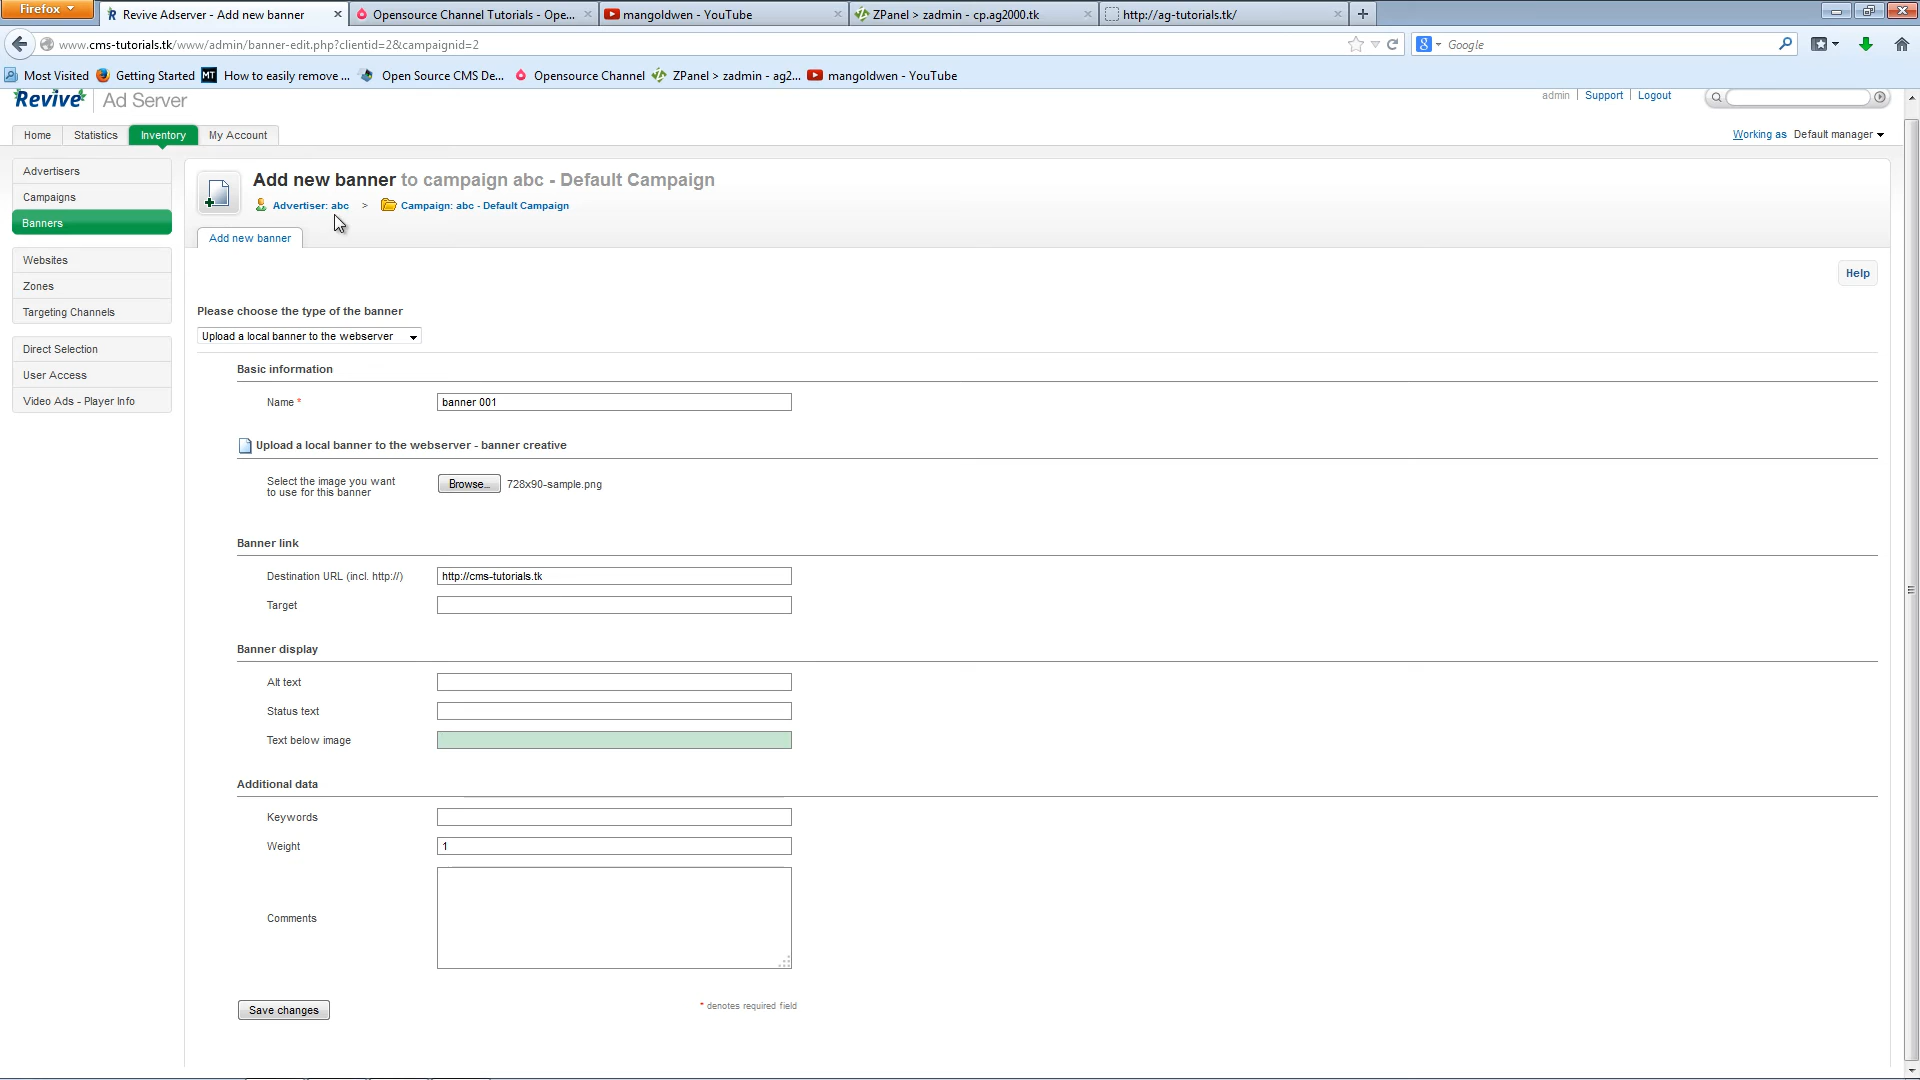 Firefox
Revive Adserver - Add new banner
Opensource Channel Tutorials - Ope...
mangoldwen - YouTube
ZPanel > zadmin - cp.ag2000.tk
http://ag-tutorials.tk/
www.cms-tutorials.tk/www/admin/banner-edit.php?clientid=2&campaignid=2
Google
Most Visited
Getting Started
MT
How to easily remove ...
Open Source CMS De...
Opensource Channel
ZPanel > zadmin - ag2...
mangoldwen - YouTube
Revive Ad Server
admin | Support | Logout
Home
Statistics
Inventory
My Account
Working as Default manager
Advertisers
Campaigns
Banners
Websites
Zones
Targeting Channels
Direct Selection
User Access
Video Ads - Player Info
Add new banner to campaign abc - Default Campaign
Advertiser: abc > Campaign: abc - Default Campaign
Add new banner
Help
Please choose the type of the banner
Upload a local banner to the webserver
Basic information
Name * banner 001
Upload a local banner to the webserver - banner creative
Select the image you want
to use for this banner
Browse... 728x90-sample.png
Banner link
Destination URL (incl. http://) http://cms-tutorials.tk
Target
Banner display
Alt text
Status text
Text below image
Additional data
Keywords
Weight 1
Comments
Save changes
* denotes required field